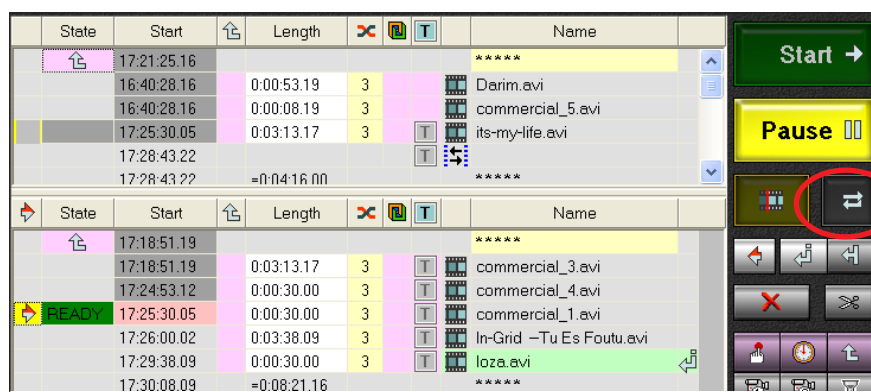 State Start Length T Name
17:21:25.16 *****
16:40:28.16 0:00:53.19 3 Darim.avi
16:40:28.16 0:00:08.19 3 commercial_5.avi
17:25:30.05 0:03:13.17 3 T its-my-life.avi
17:28:43.22 T
17:28:43.22 =0:04:16.00 *****
State Start Length T Name
17:18:51.19 *****
17:18:51.19 0:03:13.17 3 T commercial_3.avi
17:24:53.12 0:00:30.00 3 T commercial_4.avi
READY 17:25:30.05 0:00:30.00 3 T commercial_1.avi
17:26:00.02 0:03:38.09 3 T In-Grid –Tu Es Foutu.avi
17:29:38.09 0:00:30.00 3 T loza.avi
17:30:08.09 =0:08:21.16 *****
Start
Pause